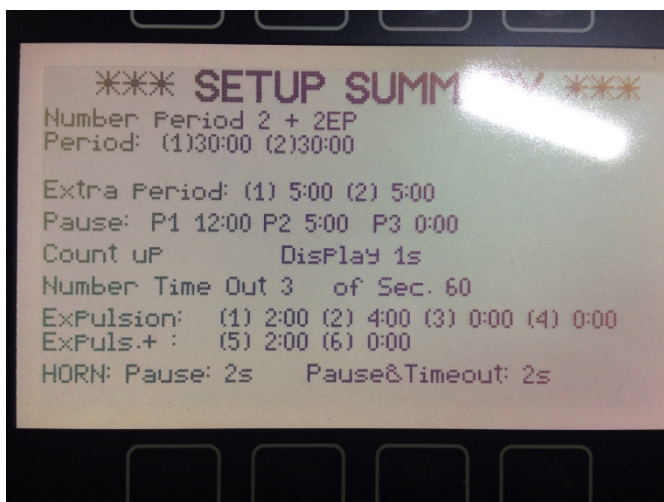 *** SETUP SUMM Y ***
Number Period 2 + 2EP
Period: (1)30:00 (2)30:00
Extra Period: (1) 5:00 (2) 5:00
Pause: P1 12:00 P2 5:00 P3 0:00
Count up Display 1s
Number Time Out 3 of Sec. 60
Expulsion: (1) 2:00 (2) 4:00 (3) 0:00 (4) 0:00
Expuls.+ : (5) 2:00 (6) 0:00
HORN: Pause: 2s Pause&Timeout: 2s